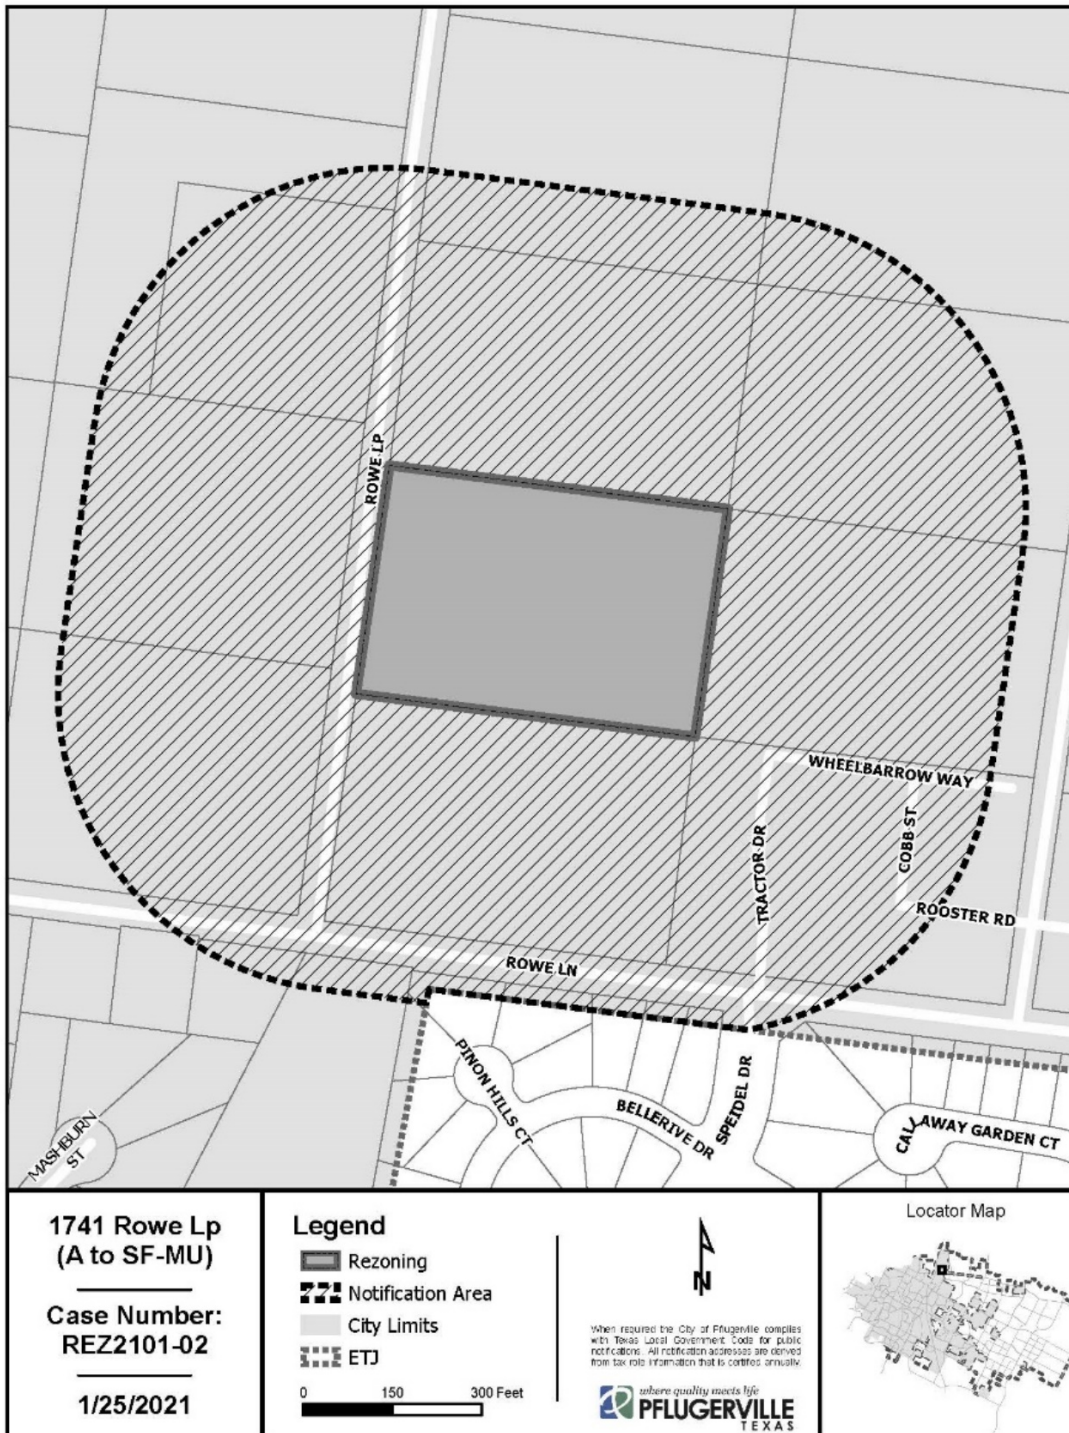 ROWE LP
WHEELBARROW WAY
COBB ST
TRACTOR DR
ROOSTER RD
ROWE LN
PINON HILLS CT
BELLERIVE DR
SPEIDEL DR
CALLAWAY GARDEN CT
MASHBURN
ST
1741 Rowe Lp
(A to SF-MU)
Case Number:
REZ2101-02
1/25/2021
Legend
Rezoning
Notification Area
City Limits
ETJ
0 150 300 Feet
N
When required the City of Pflugerville complies
with Texas Local Government Code for public
notifications. All notification addresses are derived
from tax role information that is certified annually.
where quality meets life
PFLUGERVILLE
TEXAS
Locator Map